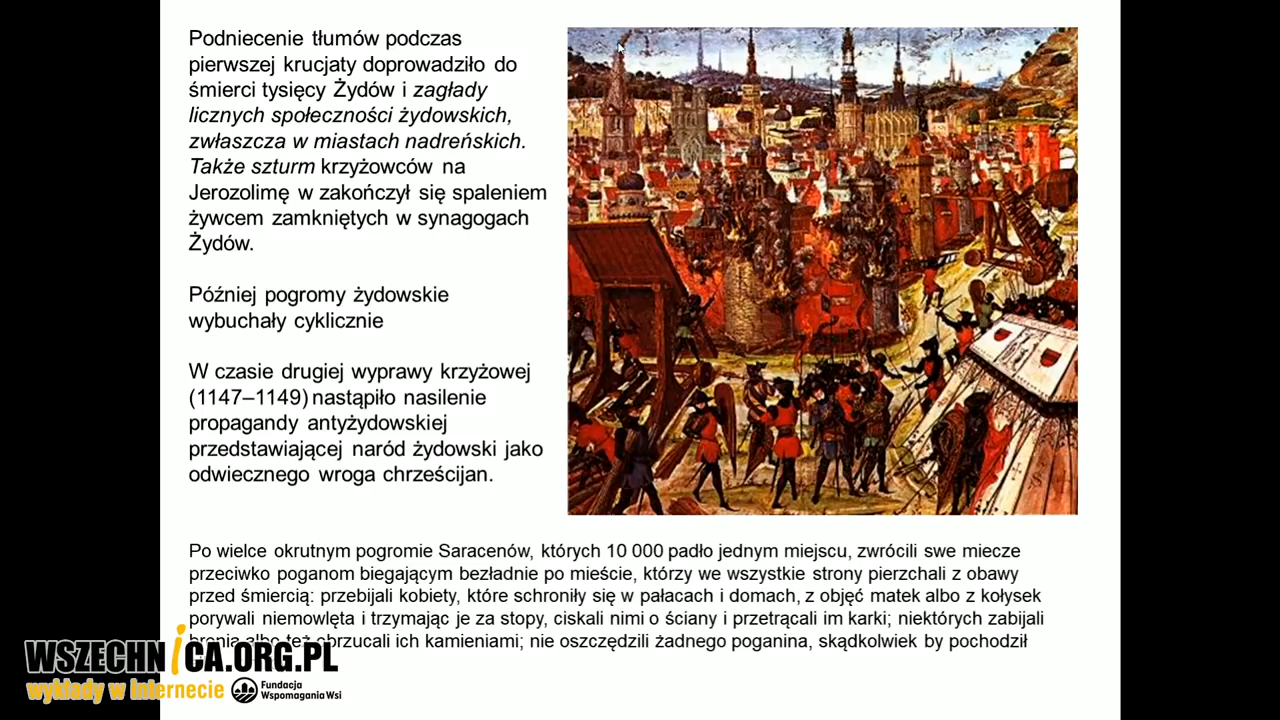 Podniecenie tłumów podczas
pierwszej krucjaty doprowadziło do
śmierci tysięcy Żydów i zagłady
licznych społeczności żydowskich,
zwłaszcza w miastach nadreńskich.
Także szturm krzyżowców na
Jerozolimę w zakończył się spaleniem
żywcem zamkniętych w synagogach
Żydów.
Później pogromy żydowskie
wybuchały cyklicznie
W czasie drugiej wyprawy krzyżowej
(1147–1149) nastąpiło nasilenie
propagandy antyżydowskiej
przedstawiającej naród żydowski jako
odwiecznego wroga chrześcijan.
Po wielce okrutnym pogromie Saracenów, których 10 000 padło jednym miejscu, zwrócili swe miecze
przeciwko poganom biegającym bezładnie po mieście, którzy we wszystkie strony pierzchali z obawy
przed śmiercią: przebijali kobiety, które schroniły się w pałacach i domach, z objęć matek albo z kołysek
porywali niemowlęta i trzymając je za stopy, ciskali nimi o ściany i przetrącali im karki; niektórych zabijali
bronią albo też obrzucali ich kamieniami; nie oszczędzili żadnego poganina, skądkolwiek by pochodził
WSZECHNICA.ORG.PL
wykłady w Internecie
Fundacja
Wspomagania Wsi